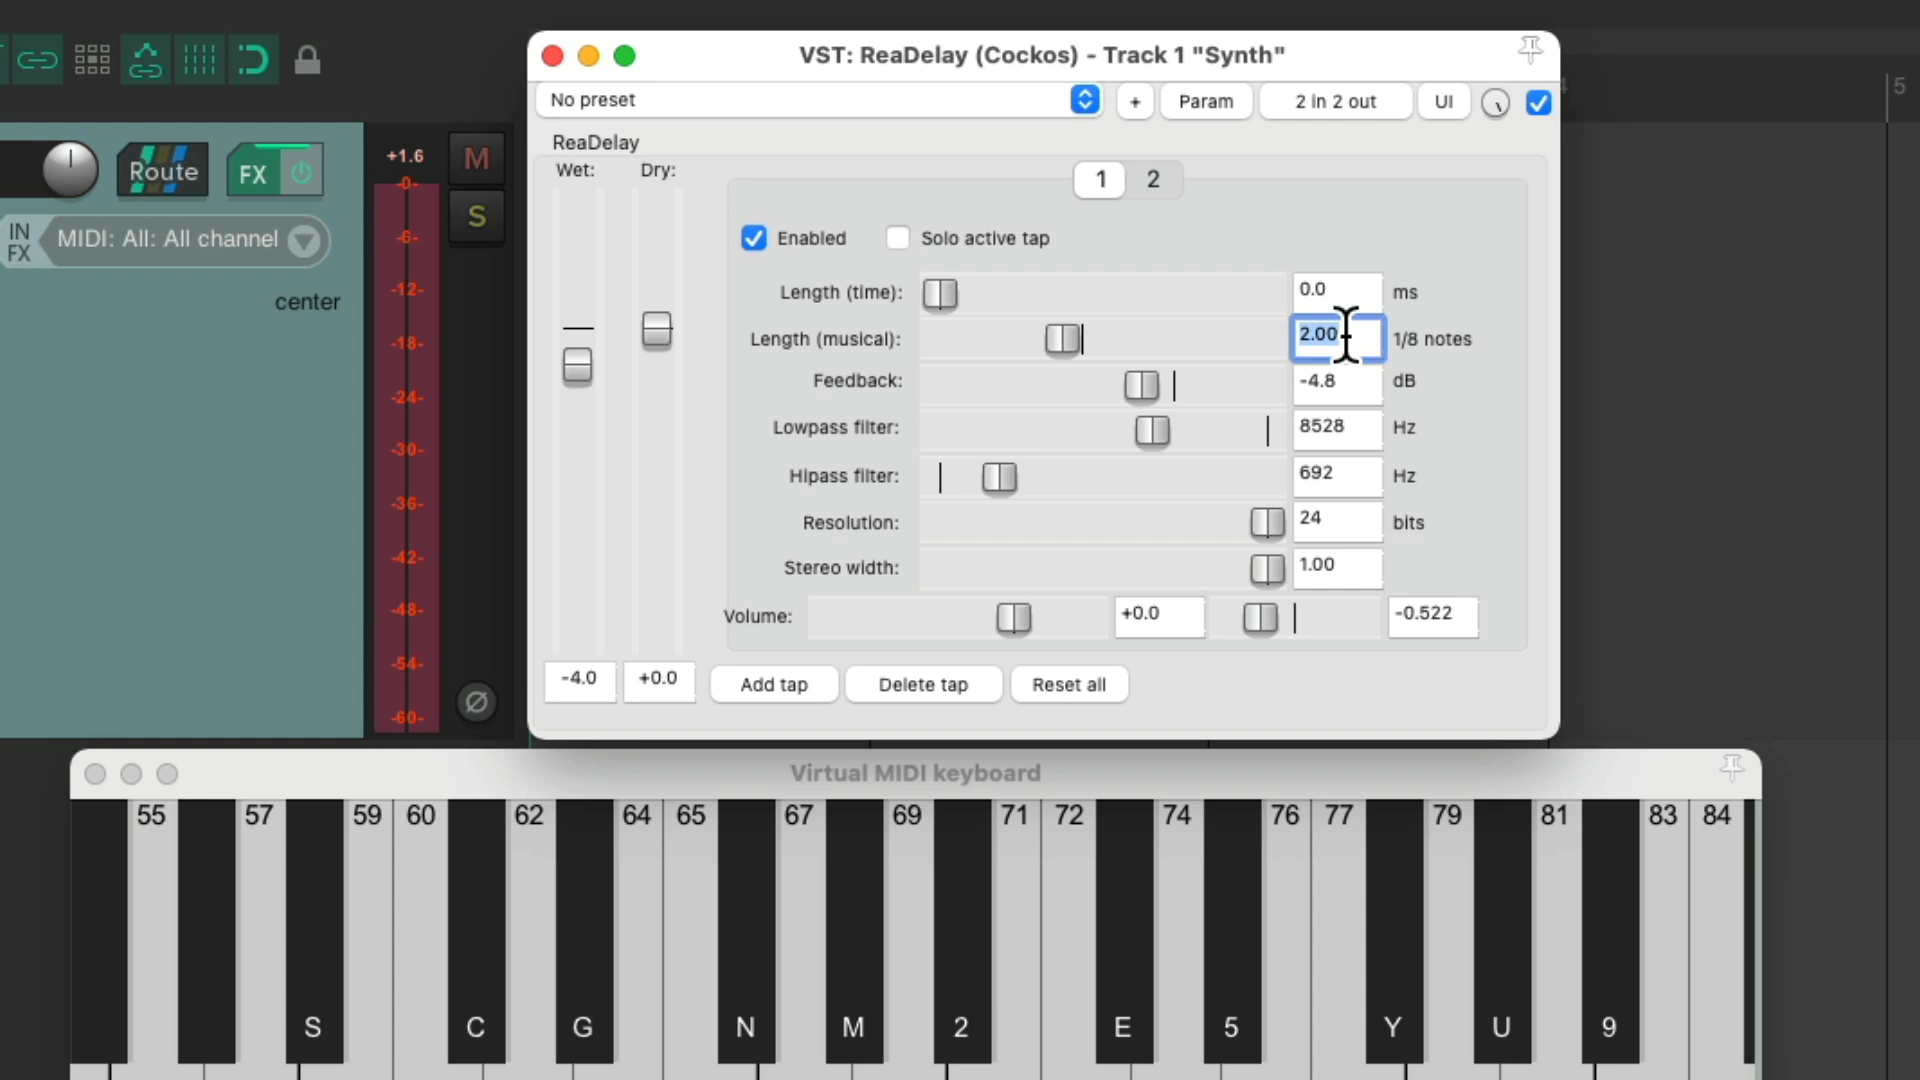 VST: ReaDelay (Cockos) - Track 1 "Synth"
No preset
+
Param
2 in 2 out
UI
5
ReaDelay
Wet:
Dry:
1
2
Enabled
Solo active tap
Length (time):
0.0
ms
Length (musical):
2.00
1/8 notes
Feedback:
-4.8
dB
Lowpass filter:
8528
Hz
Hipass filter:
692
Hz
Resolution:
24
bits
Stereo width:
1.00
Volume:
+0.0
-0.522
-4.0
+0.0
Add tap
Delete tap
Reset all
Route
FX
IN
FX
MIDI: All: All channel
center
+1.6
-0-
-6-
-12-
-18-
-24-
-30-
-36-
-42-
-48-
-54-
-60-
M
S
Ø
Virtual MIDI keyboard
55 57 59 60 62 64 65 67 69 71 72 74 76 77 79 81 83 84
S C G N M 2 E 5 Y U 9